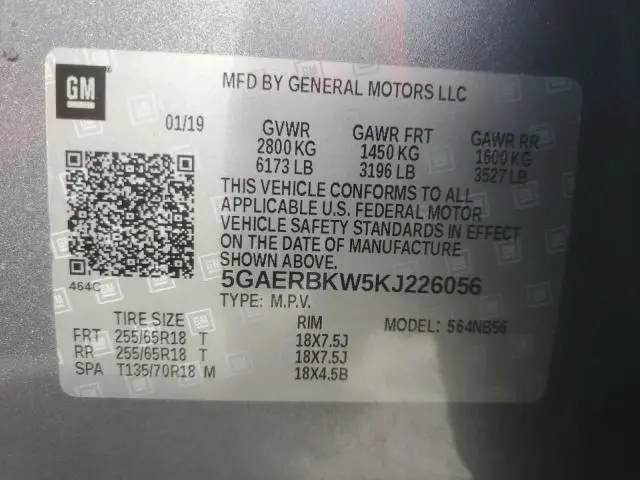 GM
MFD BY GENERAL MOTORS LLC
01/19
GVWR GAWR FRT GAWR RR
2800 KG 1450 KG 1600 KG
6173 LB 3196 LB 3527 LB
THIS VEHICLE CONFORMS TO ALL
APPLICABLE U.S. FEDERAL MOTOR
VEHICLE SAFETY STANDARDS IN EFFECT
ON THE DATE OF MANUFACTURE
SHOWN ABOVE.
464C
5GAERBKW5KJ226056
TYPE: M.P.V.
TIRE SIZE RIM MODEL: 564NB56
FRT 255/65R18 T 18X7.5J
RR 255/65R18 T 18X7.5J
SPA T135/70R18 M 18X4.5B